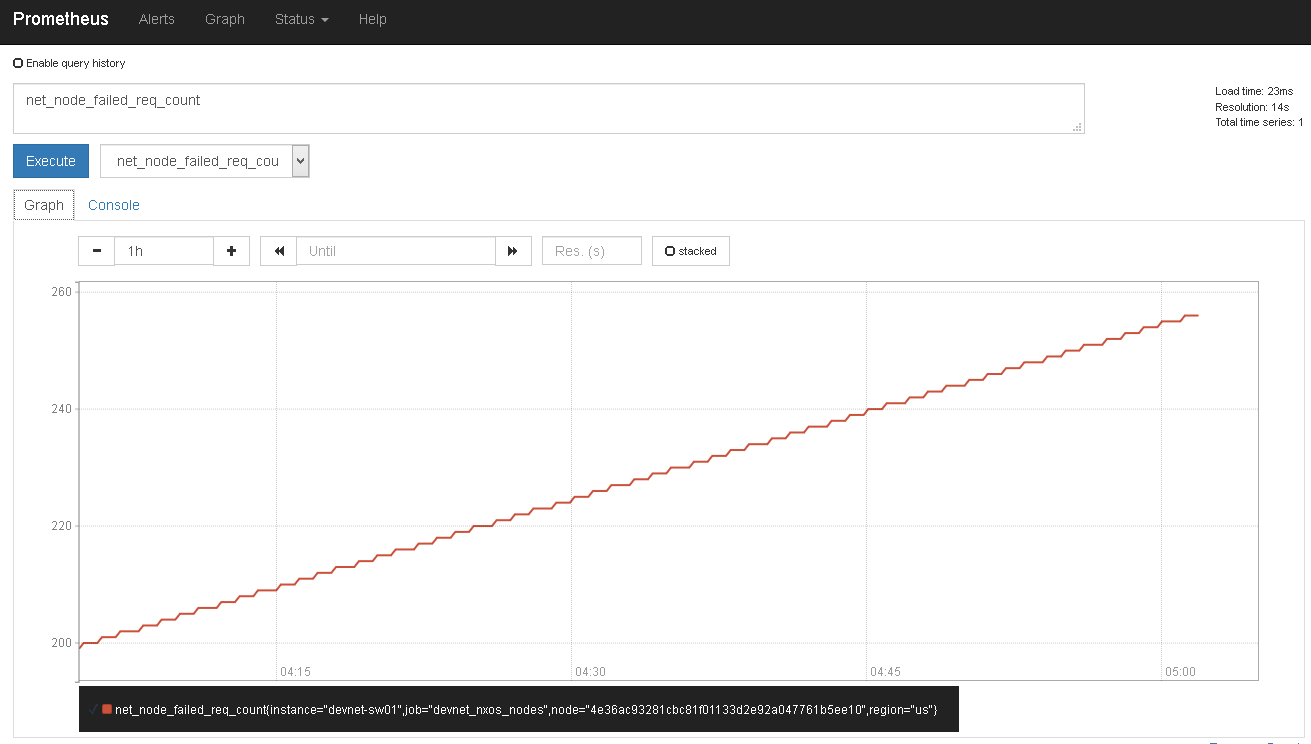 Prometheus Alerts Graph Status Help
Enable query history
net_node_failed_req_count
Load time: 23ms
Resolution: 14s
Total time series: 1
Execute net_node_failed_req_cou
Graph Console
- 1h + Until Res. (s) stacked
260
240
220
200
04:15 04:30 04:45 05:00
net_node_failed_req_count{instance="devnet-sw01",job="devnet_nxos_nodes",node="4e36ac93281cbc81f01133d2e92a047761b5ee10",region="us"}